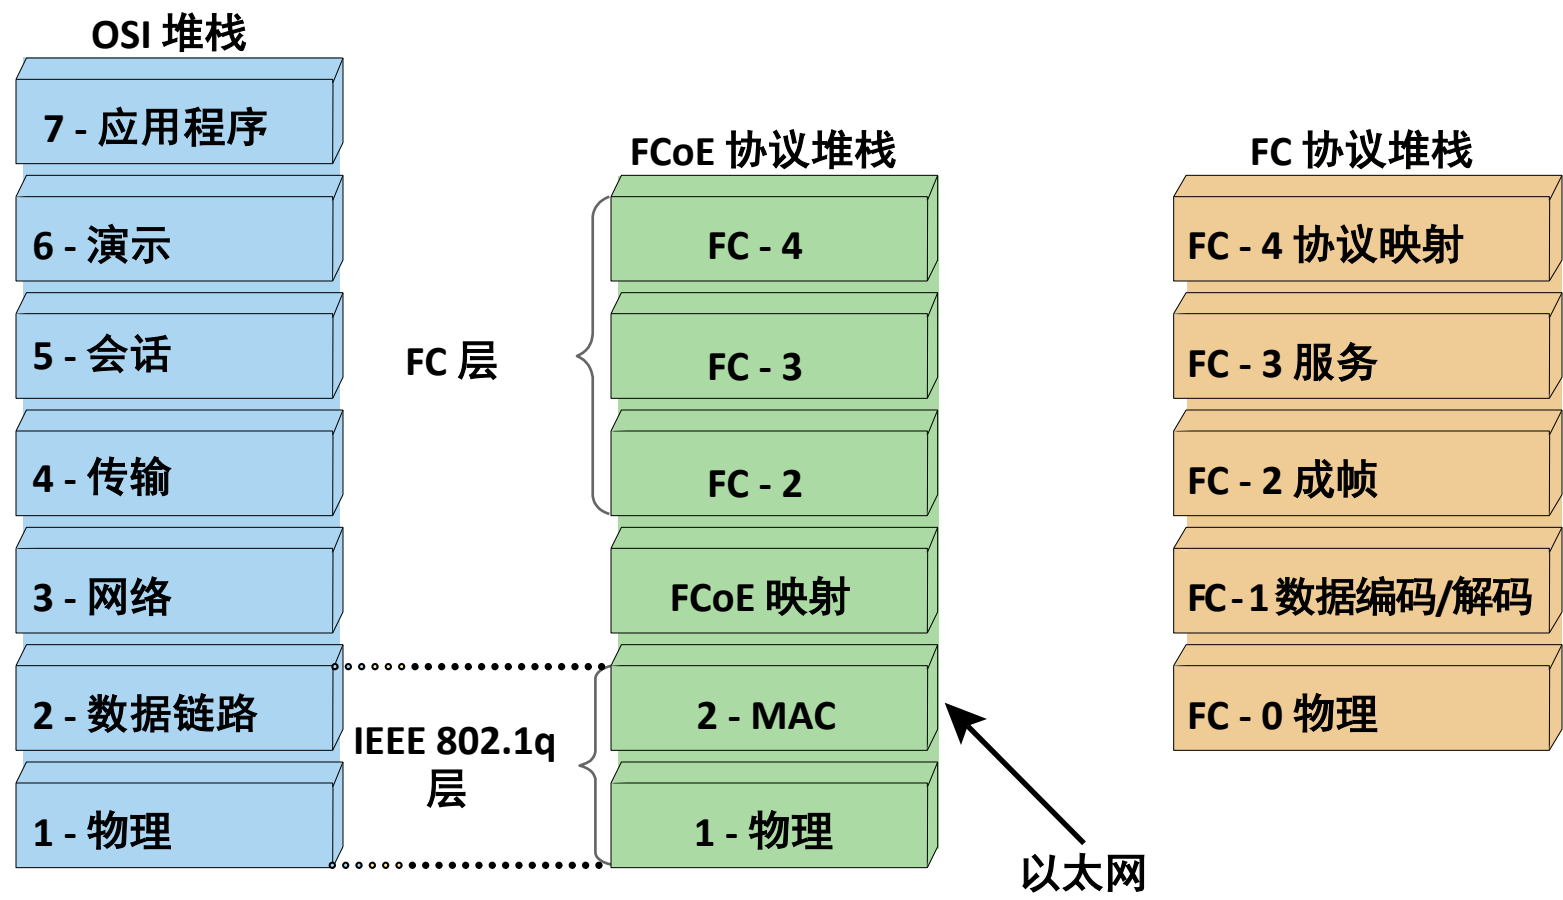 OSI 堆栈
7 - 应用程序
6 - 演示
5 - 会话
4 - 传输
3 - 网络
2 - 数据链路
1 - 物理
FC 层
IEEE 802.1q
层
FCoE 协议堆栈
FC - 4
FC - 3
FC - 2
FCoE 映射
2 - MAC
1 - 物理
以太网
FC 协议堆栈
FC - 4 协议映射
FC - 3 服务
FC - 2 成帧
FC - 1 数据编码/解码
FC - 0 物理